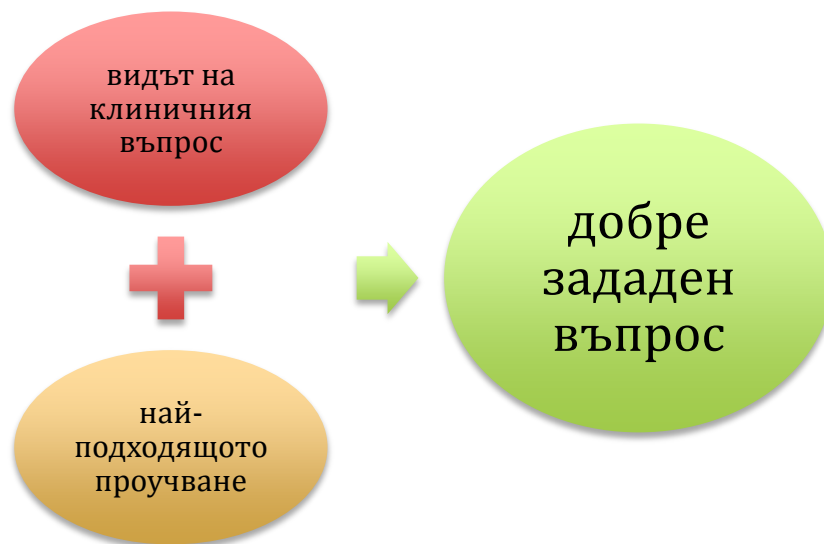 видът на
клиничния
въпрос
най-
подходящото
проучване
добре
зададен
въпрос